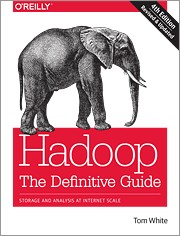 O'REILLY®
4th Edition
Revised & Updated
Hadoop
The Definitive Guide
STORAGE AND ANALYSIS AT INTERNET SCALE
Tom White